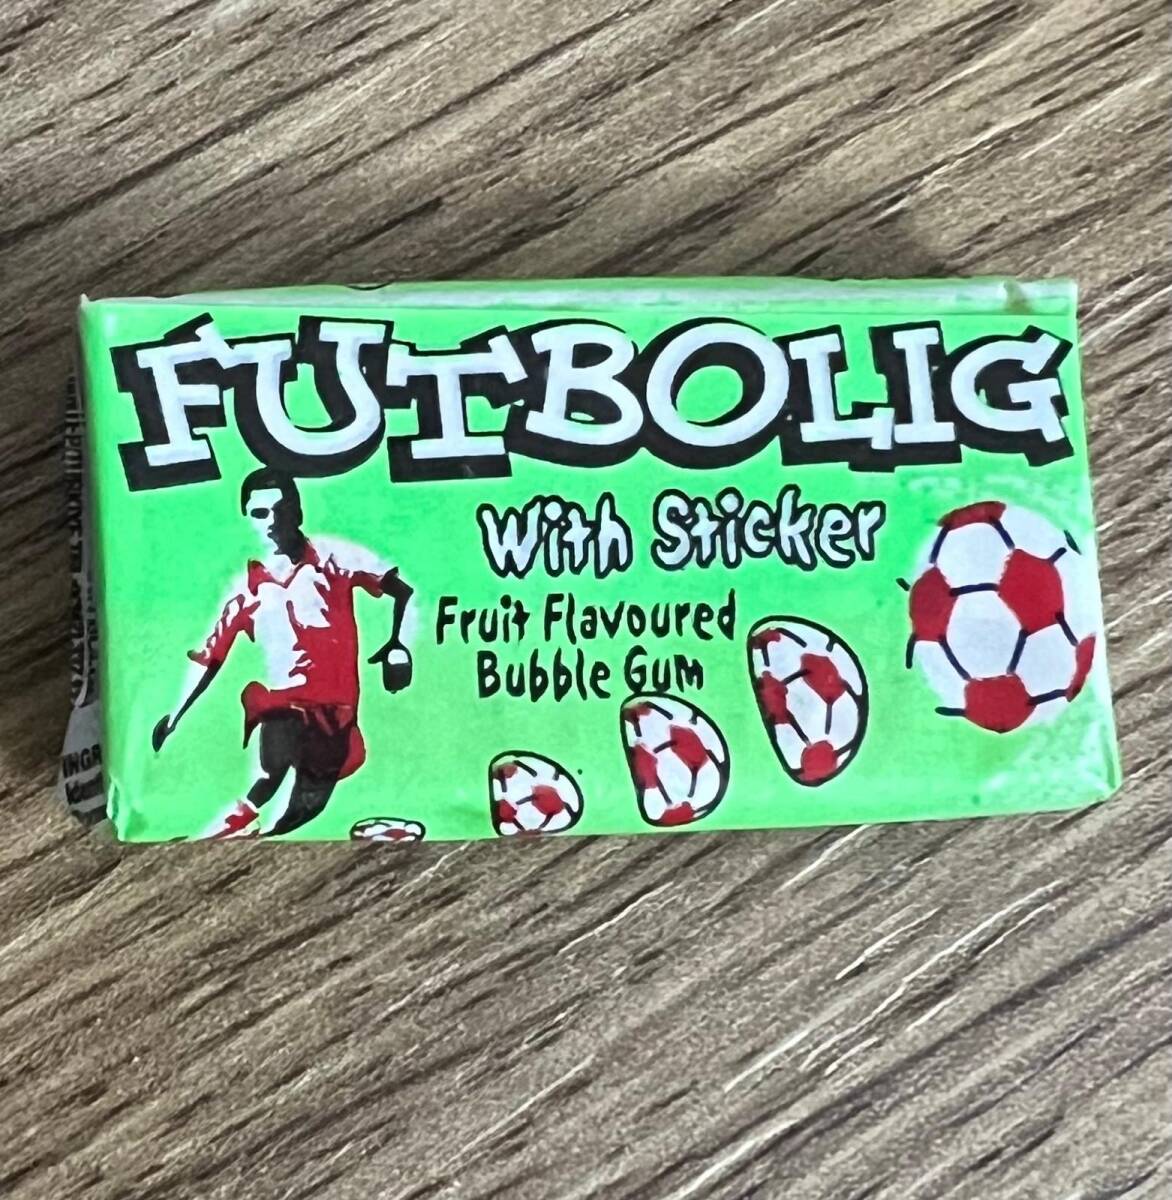 FUTBOLIG
With Sticker
Fruit Flavoured
Bubble Gum